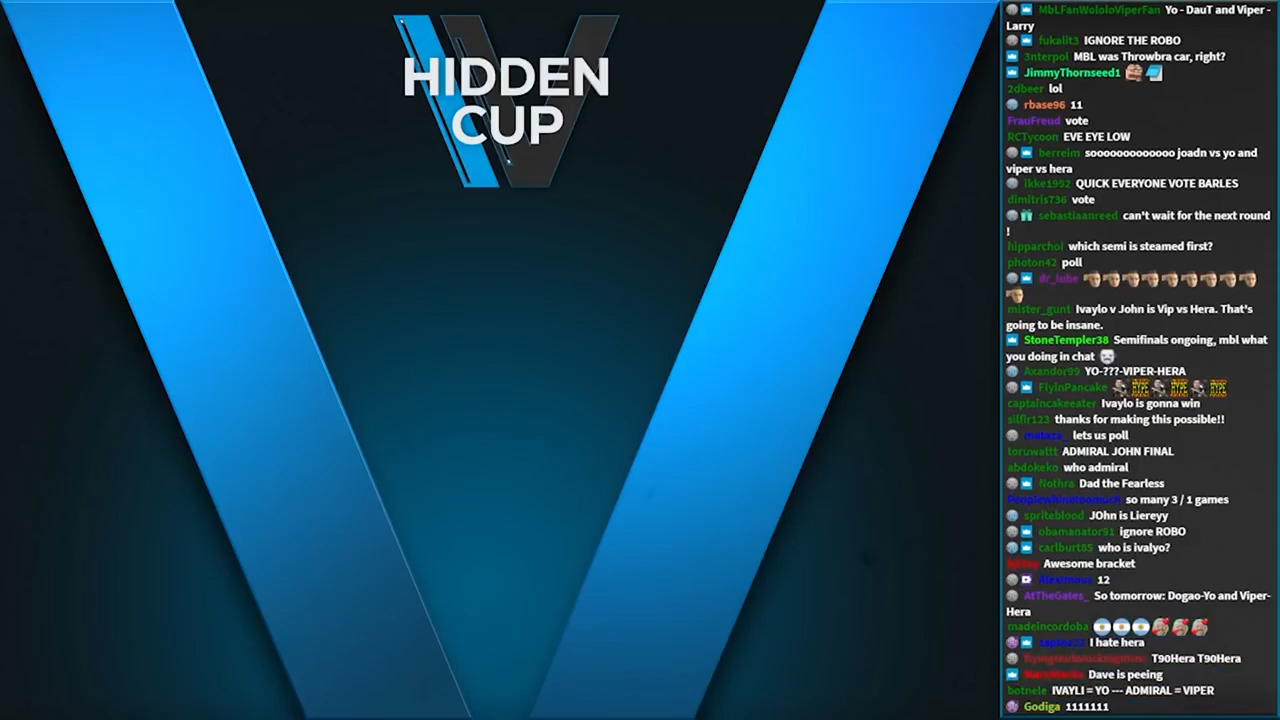 HIDDEN
CUP
MbLFanWololoViperFan Yo - DauT and Viper -
Larry
fukalit3 IGNORE THE ROBO
3nterpol MBL was Throwbra car, right?
JimmyThornseed1
2dbeer lol
rbase96 11
FrauFreud vote
RCTycoon EVE EYE LOW
berreim sooooooooooooo joadn vs yo and
viper vs hera
ikke1992 QUICK EVERYONE VOTE BARLES
dimitris736 vote
sebastiaanreed can't wait for the next round
!
hipparchol which semi is steamed first?
photon42 poll
dr_lube
mister_gunt Ivaylo v John is Vip vs Hera. That's
going to be insane.
StoneTempler38 Semifinals ongoing, mbl what
you doing in chat
Axandor99 YO-???-VIPER-HERA
FlyinPancake
captaincakeeater Ivaylo is gonna win
silfir123 thanks for making this possible!!
mataza_ lets us poll
toruwattt ADMIRAL JOHN FINAL
abdokeko who admiral
Nothra Dad the Fearless
Peoplewhinetoomuch so many 3 / 1 games
spriteblood JOhn is Liereyy
obamanator91 ignore ROBO
carlburt85 who is ivalyo?
Awesome bracket
Aleximous 12
AtTheGates_ So tomorrow: Dogao-Yo and Viper-
Hera
madeincordoba
I hate hera
T90Hera T90Hera
Dave is peeing
botnele IVAYLI = YO --- ADMIRAL = VIPER
Godiga 1111111